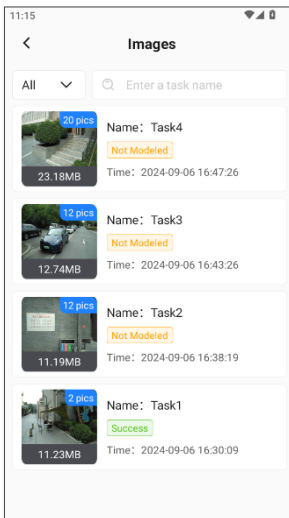 11:15
Images
All
Enter a task name
20 pics
Name: Task4
Not Modeled
23.18MB
Time: 2024-09-06 16:47:26
12 pics
Name: Task3
Not Modeled
12.74MB
Time: 2024-09-06 16:43:26
12 pics
Name: Task2
Not Modeled
11.19MB
Time: 2024-09-06 16:38:19
2 pics
Name: Task1
Success
11.23MB
Time: 2024-09-06 16:30:09